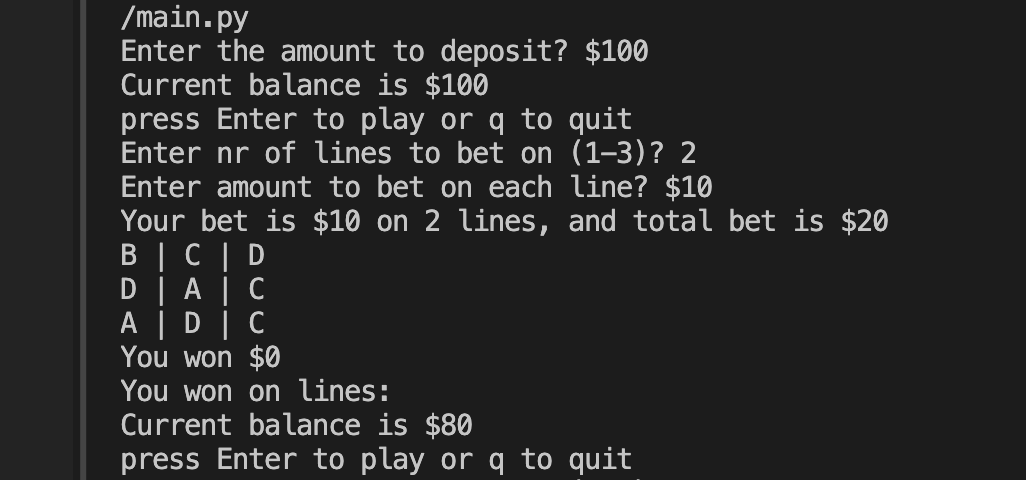 /main.py
Enter the amount to deposit? $100
Current balance is $100
press Enter to play or q to quit
Enter nr of lines to bet on (1–3)? 2
Enter amount to bet on each line? $10
Your bet is $10 on 2 lines, and total bet is $20
B | C | D
D | A | C
A | D | C
You won $0
You won on lines:
Current balance is $80
press Enter to play or q to quit